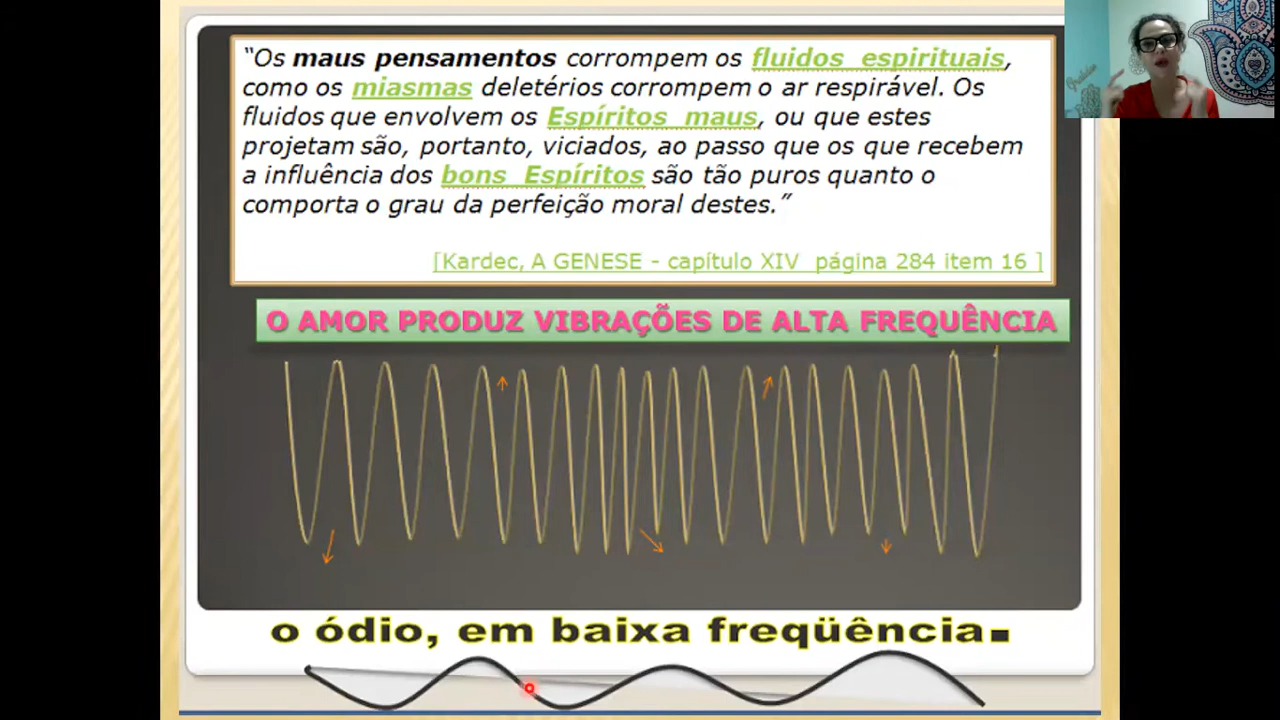 “Os maus pensamentos corrompem os fluidos espirituais,
como os miasmas deletérios corrompem o ar respirável. Os
fluidos que envolvem os Espíritos maus, ou que estes
projetam são, portanto, viciados, ao passo que os que recebem
a influência dos bons Espíritos são tão puros quanto o
comporta o grau da perfeição moral destes.”
[Kardec, A GENESE - capítulo XIV página 284 item 16 ]
O AMOR PRODUZ VIBRAÇÕES DE ALTA FREQUÊNCIA
o ódio, em baixa freqüência.